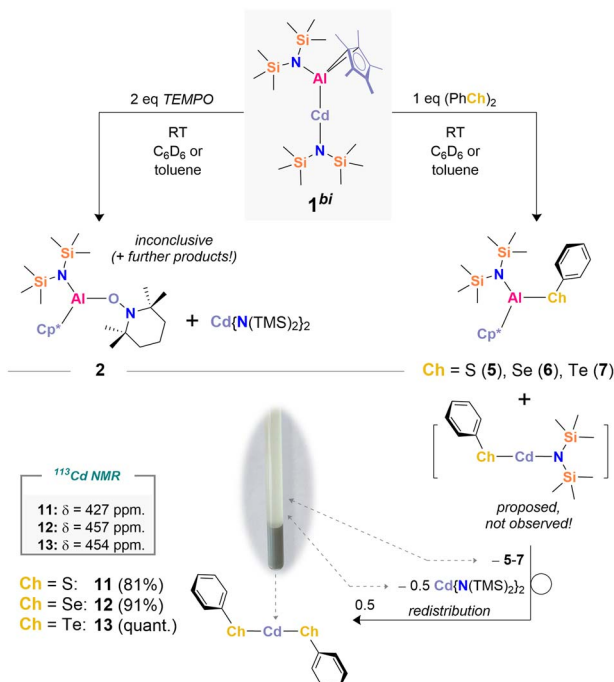 Si
Si
N
Al
Cd
N
Si
Si
1bi
2 eq TEMPO
RT
C6D6 or
toluene
1 eq (PhCh)2
RT
C6D6 or
toluene
inconclusive
(+ further products!)
Si
Si
N
Al
O
N
Cp*
+
Cd{N(TMS)2}2
2
Si
Si
N
Al
Ch
Cp*
Ch = S (5), Se (6), Te (7)
+
Ch
Cd
N
Si
Si
proposed,
not observed!
113Cd NMR
11: δ = 427 ppm.
12: δ = 457 ppm.
13: δ = 454 ppm.
– 5-7
– 0.5 Cd{N(TMS)2}2
0.5
redistribution
Ch = S: 11 (81%)
Ch = Se: 12 (91%)
Ch = Te: 13 (quant.)
Ch
Cd
Ch